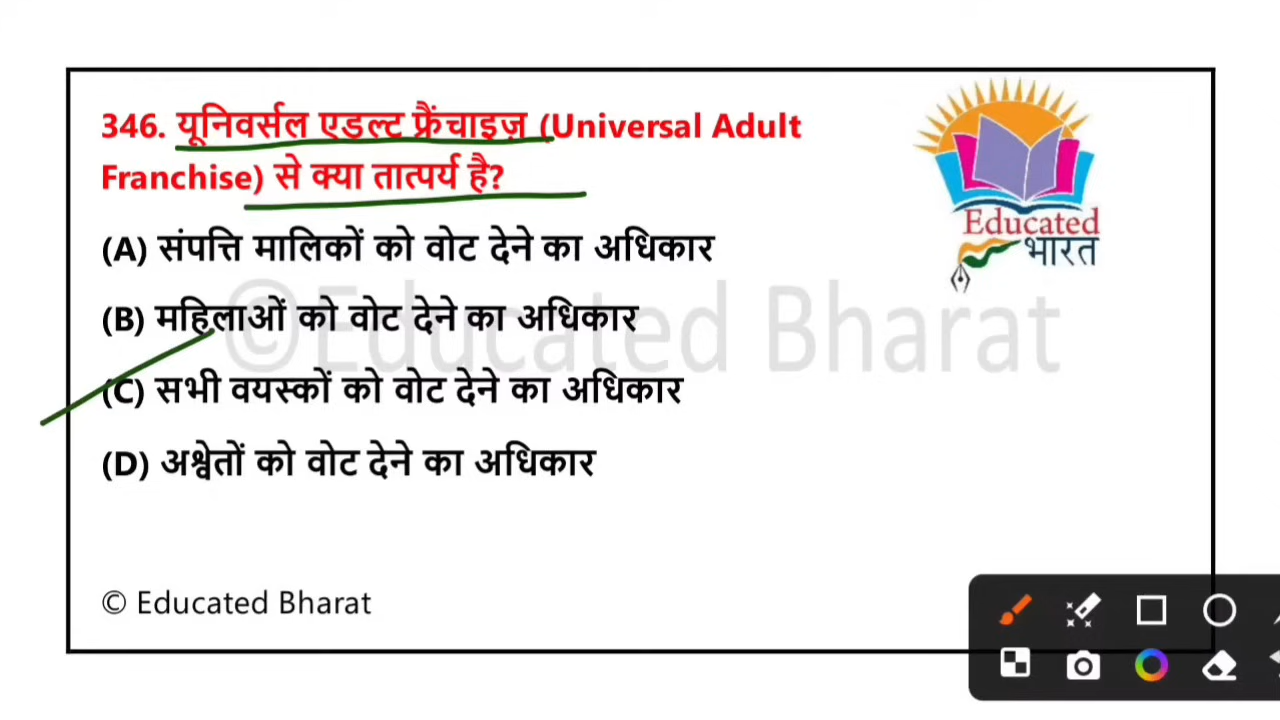 346. यूनिवर्सल एडल्ट फ्रैंचाइज़ (Universal Adult
Franchise) से क्या तात्पर्य है?
(A) संपत्ति मालिकों को वोट देने का अधिकार
(B) महिलाओं को वोट देने का अधिकार
(C) सभी वयस्कों को वोट देने का अधिकार
(D) अश्वेतों को वोट देने का अधिकार
© Educated Bharat
Educated
भारत
©Educated Bharat